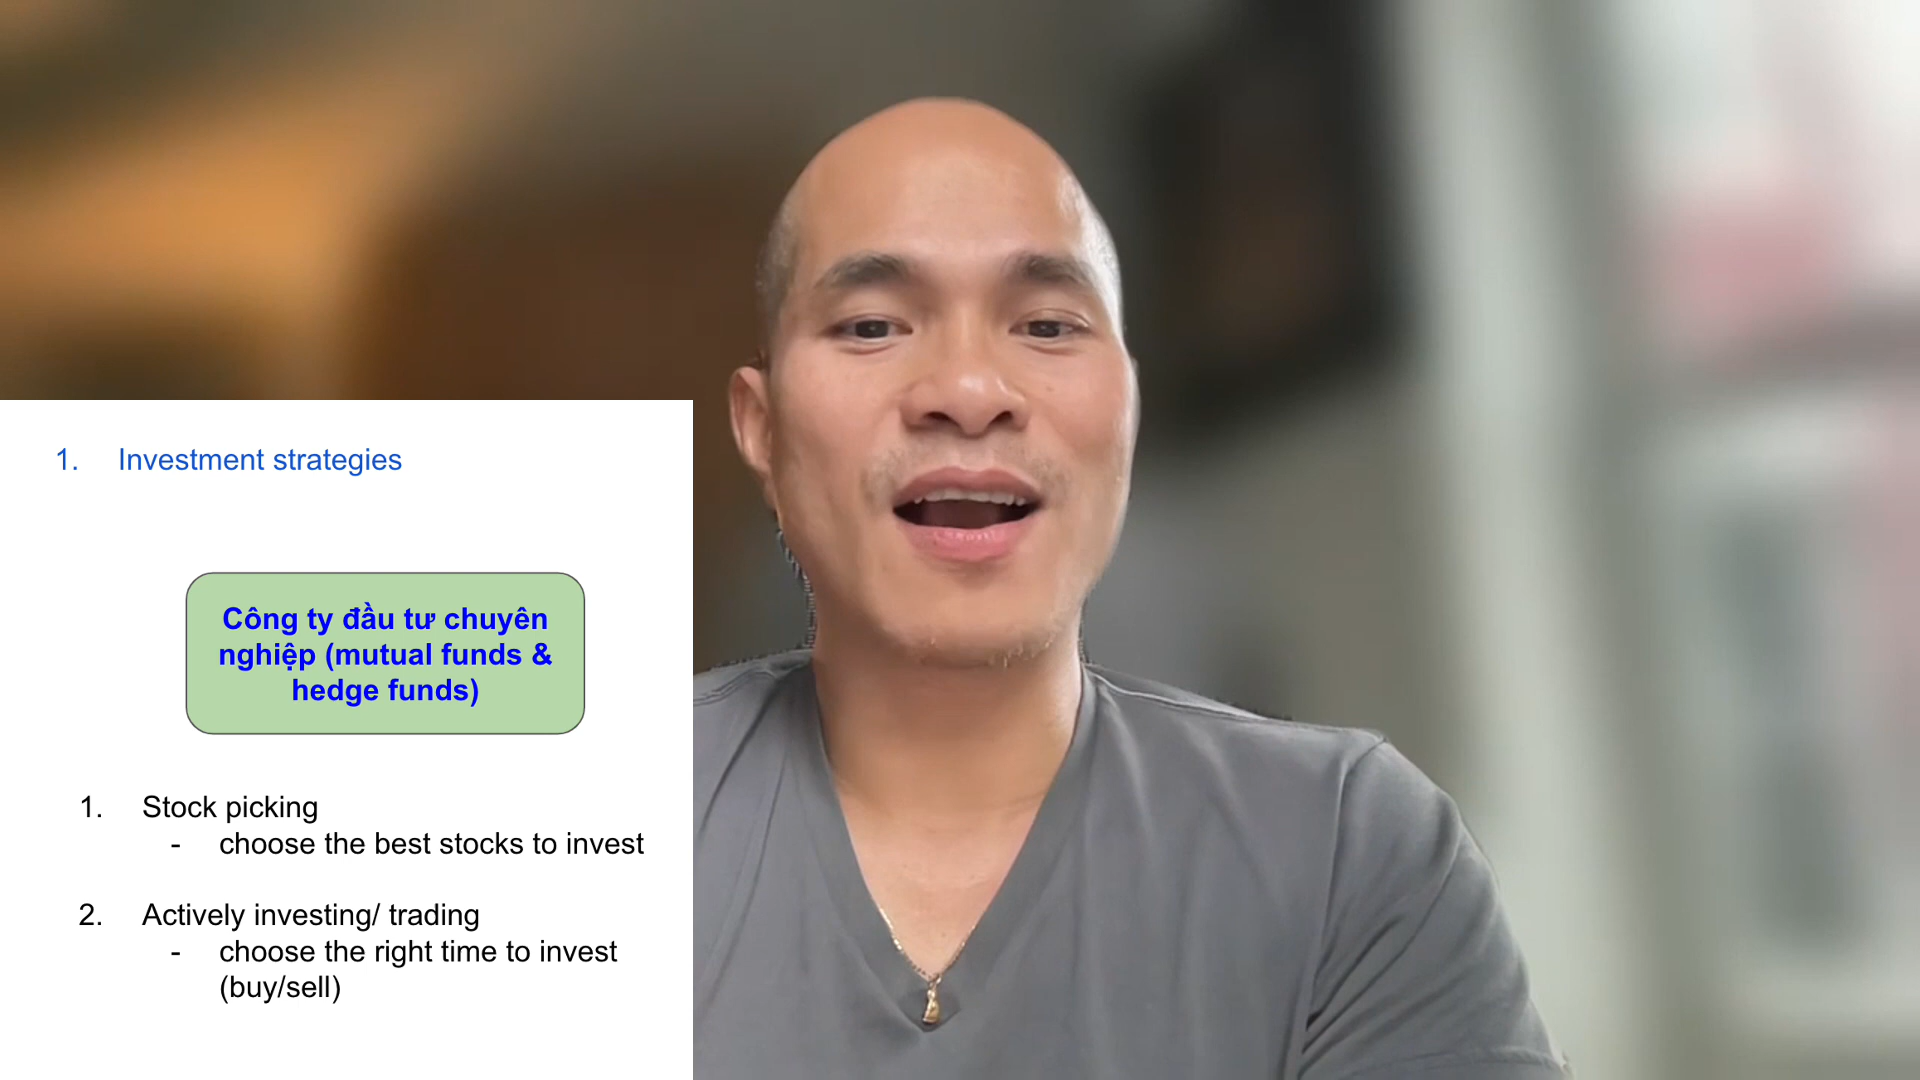 1. Investment strategies
Công ty đầu tư chuyên
nghiệp (mutual funds &
hedge funds)
1. Stock picking
- choose the best stocks to invest
2. Actively investing/ trading
- choose the right time to invest
(buy/sell)